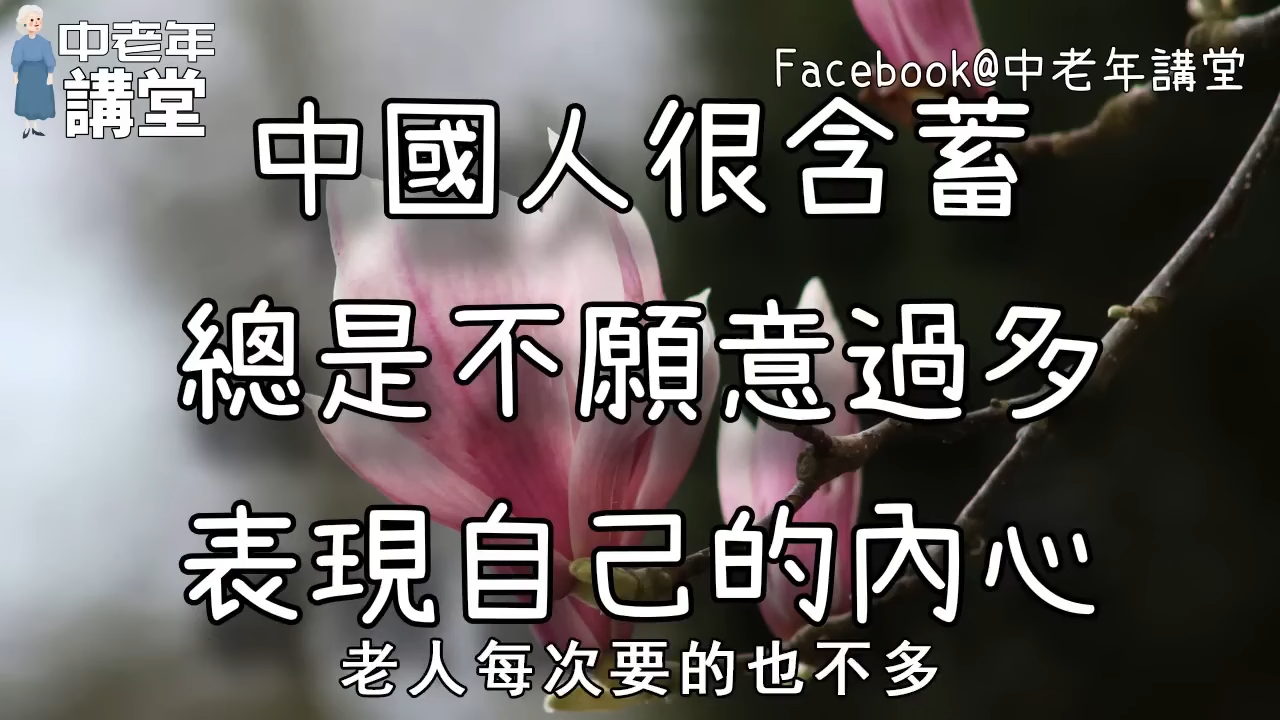 中老年
講堂
Facebook@中老年講堂
中國人很含蓄
總是不願意過多
表現自己的內心
老人每次要的也不多